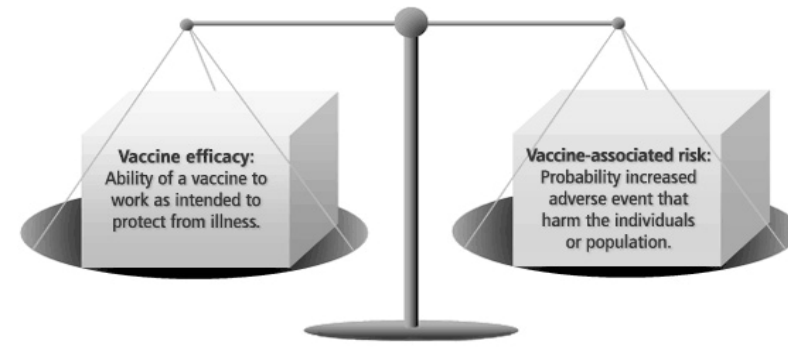 Vaccine efficacy:
Ability of a vaccine to
work as intended to
protect from illness.
Vaccine-associated risk:
Probability increased
adverse event that
harm the individuals
or population.